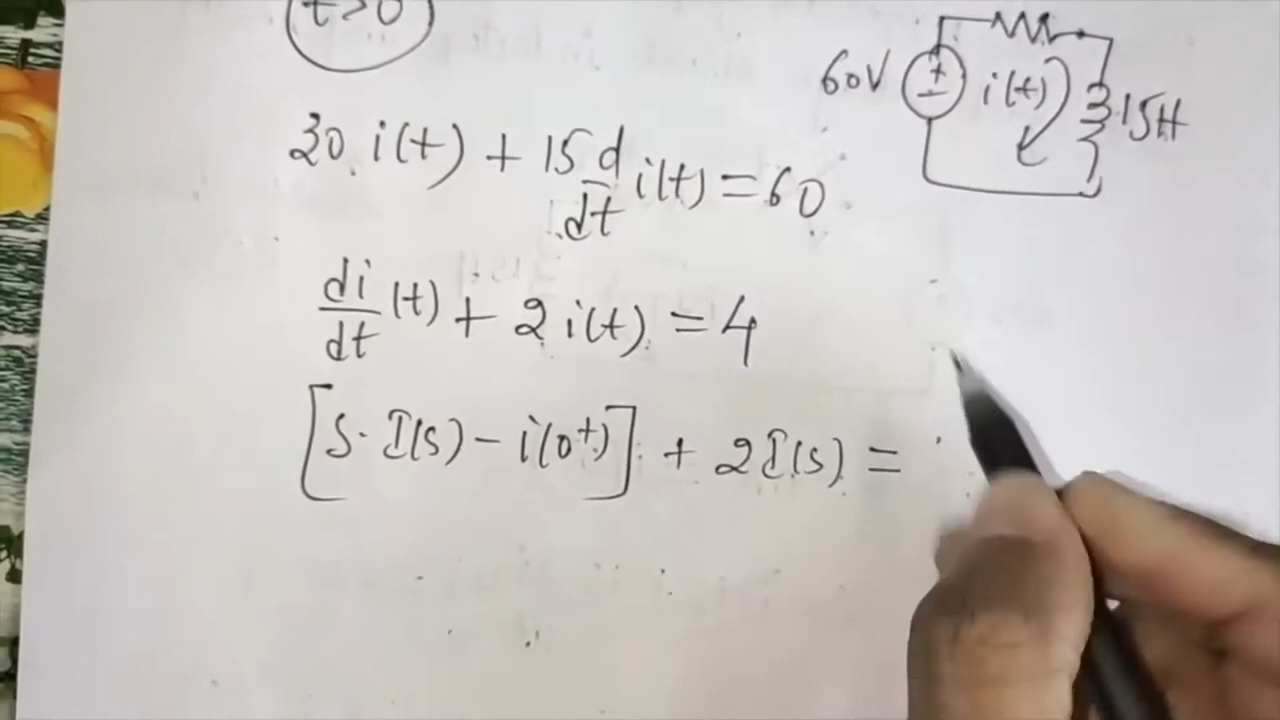 t>0
60V + - i(t) 15H
30 i(t) + 15 d/dt i(t) = 60
di/dt (t) + 2 i(t) = 4
[S. I(s) - i(0+)] + 2I(s) =